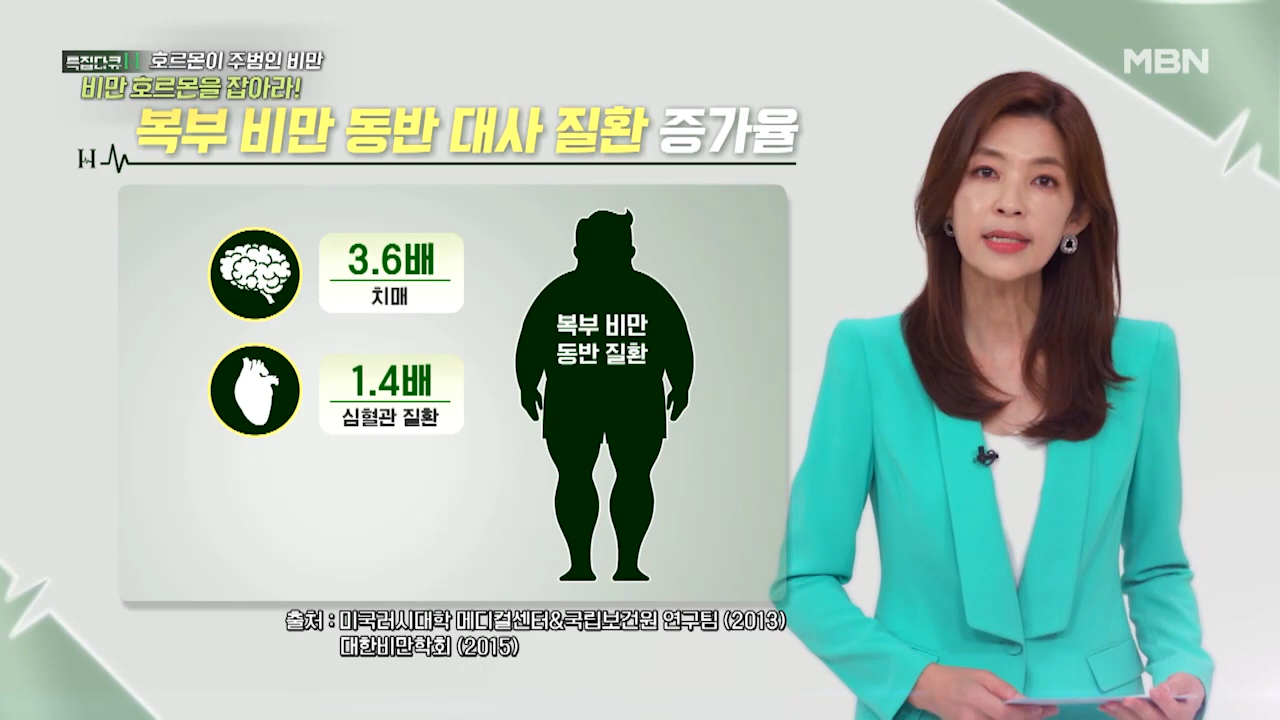 특집다큐H 호르몬이 주범인 비만
MBN
비만 호르몬을 잡아라!
복부 비만 동반 대사 질환 증가율
H
3.6배
치매
1.4배
심혈관 질환
복부 비만
동반 질환
출처 : 미국러시대학 메디컬센터&국립보건원 연구팀 (2013)
대한비만학회 (2015)